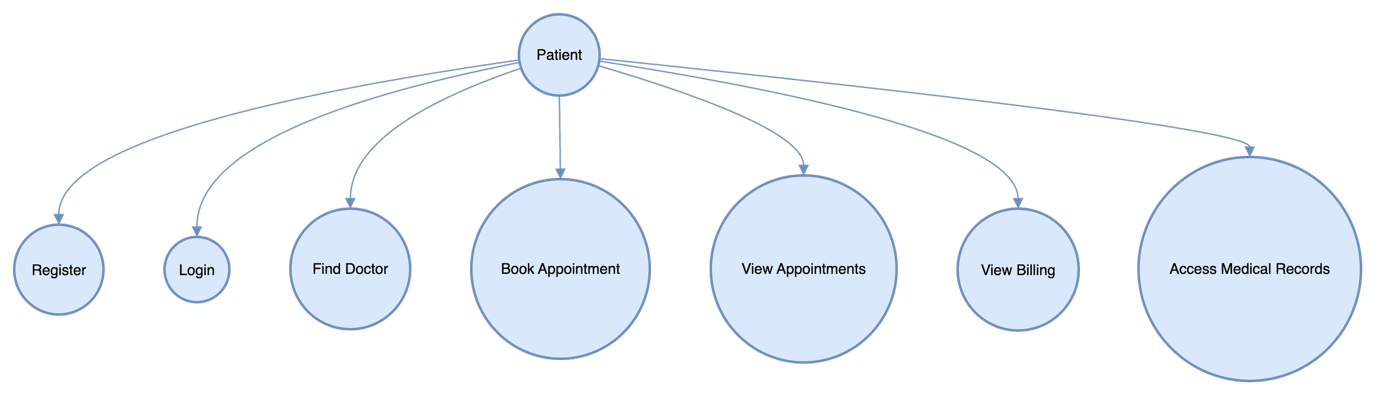 Patient
Register
Login
Find Doctor
Book Appointment
View Appointments
View Billing
Access Medical Records